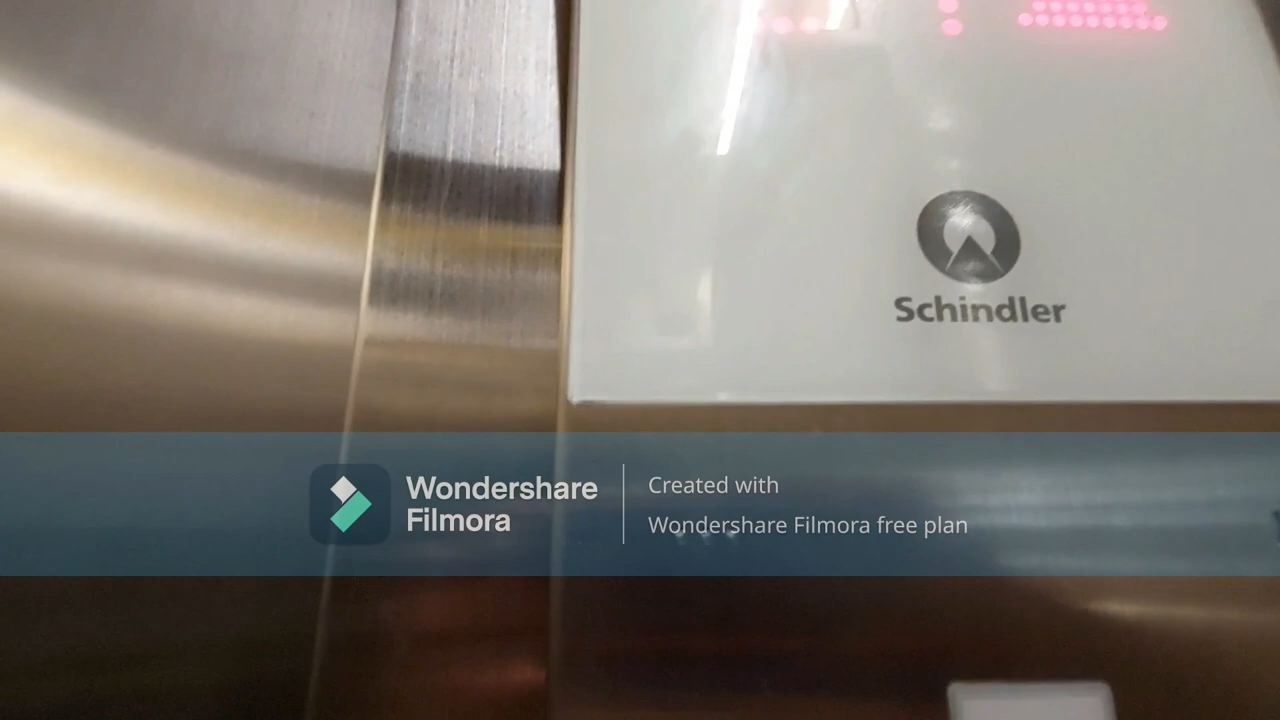 Schindler
Wondershare
Filmora
Created with
Wondershare Filmora free plan